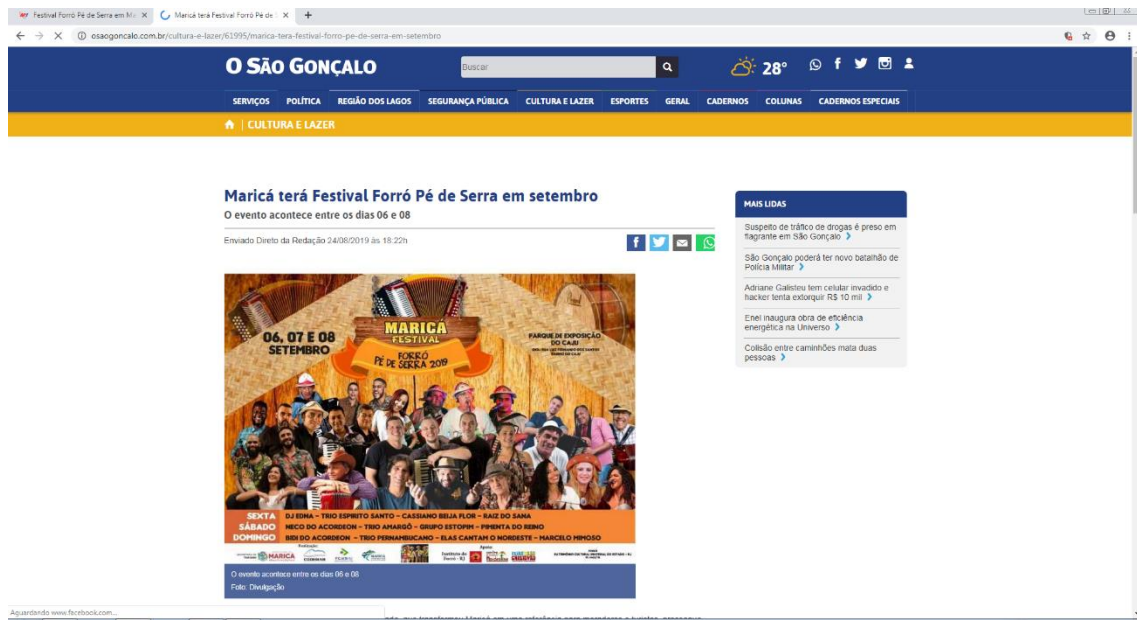 Festival Forró Pé de Serra em Ma
Maricá terá Festival Forró Pé de S
osaogoncalo.com.br/cultura-e-lazer/61995/marica-tera-festival-forro-pe-de-serra-em-setembro
O SÃO GONÇALO
Buscar
28°
SERVIÇOS POLÍTICA REGIÃO DOS LAGOS SEGURANÇA PÚBLICA CULTURA E LAZER ESPORTES GERAL CADERNOS COLUNAS CADERNOS ESPECIAIS
CULTURA E LAZER
Maricá terá Festival Forró Pé de Serra em setembro
O evento acontece entre os dias 06 e 08
Enviado Direto da Redação 24/08/2019 às 18:22h
MAIS LIDAS
Suspeito de tráfico de drogas é preso em
flagrante em São Gonçalo
São Gonçalo poderá ter novo batalhão de
Polícia Militar
Adriane Galisteu tem celular invadido e
hacker tenta extorquir R$ 10 mil
Enel inaugura obra de eficiência
energética na Universo
Colisão entre caminhões mata duas
pessoas
06, 07 E 08
SETEMBRO
MARICÁ
FESTIVAL
FORRÓ
PÉ DE SERRA 2019
PARQUE DE EXPOSIÇÃO
DO CAJU
SEXTA DJ EDNA – TRIO ESPIRITO SANTO – CASSIANO BEIJA FLOR – RAIZ DO SANA
SÁBADO NECO DO ACORDEON – TRIO AMARGÔ – GRUPO ESTOPIM – PIMENTA DO REINO
DOMINGO BIDI DO ACORDEON – TRIO PERNAMBUCANO – ELAS CANTAM O NORDESTE – MARCELO MIMOSO
MARICÁ
O evento acontece entre os dias 06 e 08
Foto: Divulgação
Aguardando www.facebook.com...